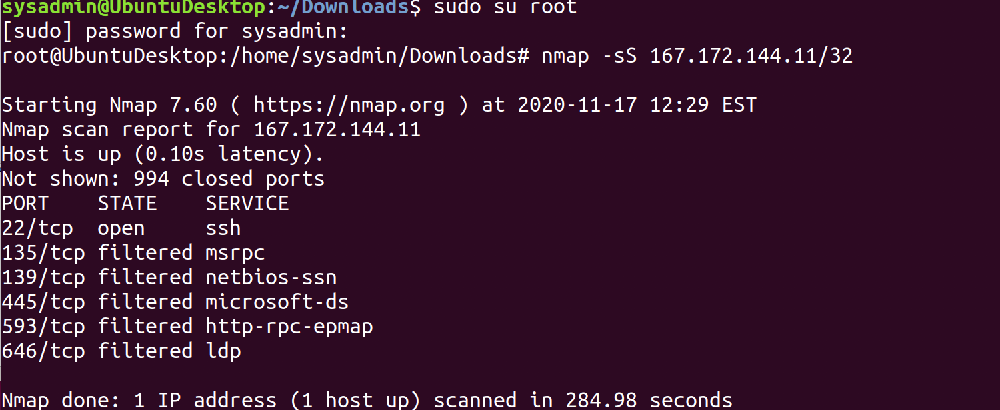 sysadmin@UbuntuDesktop:~/Downloads$ sudo su root
[sudo] password for sysadmin:
root@UbuntuDesktop:/home/sysadmin/Downloads# nmap -sS 167.172.144.11/32
Starting Nmap 7.60 ( https://nmap.org ) at 2020-11-17 12:29 EST
Nmap scan report for 167.172.144.11
Host is up (0.10s latency).
Not shown: 994 closed ports
PORT    STATE    SERVICE
22/tcp  open     ssh
135/tcp filtered msrpc
139/tcp filtered netbios-ssn
445/tcp filtered microsoft-ds
593/tcp filtered http-rpc-epmap
646/tcp filtered ldp
Nmap done: 1 IP address (1 host up) scanned in 284.98 seconds